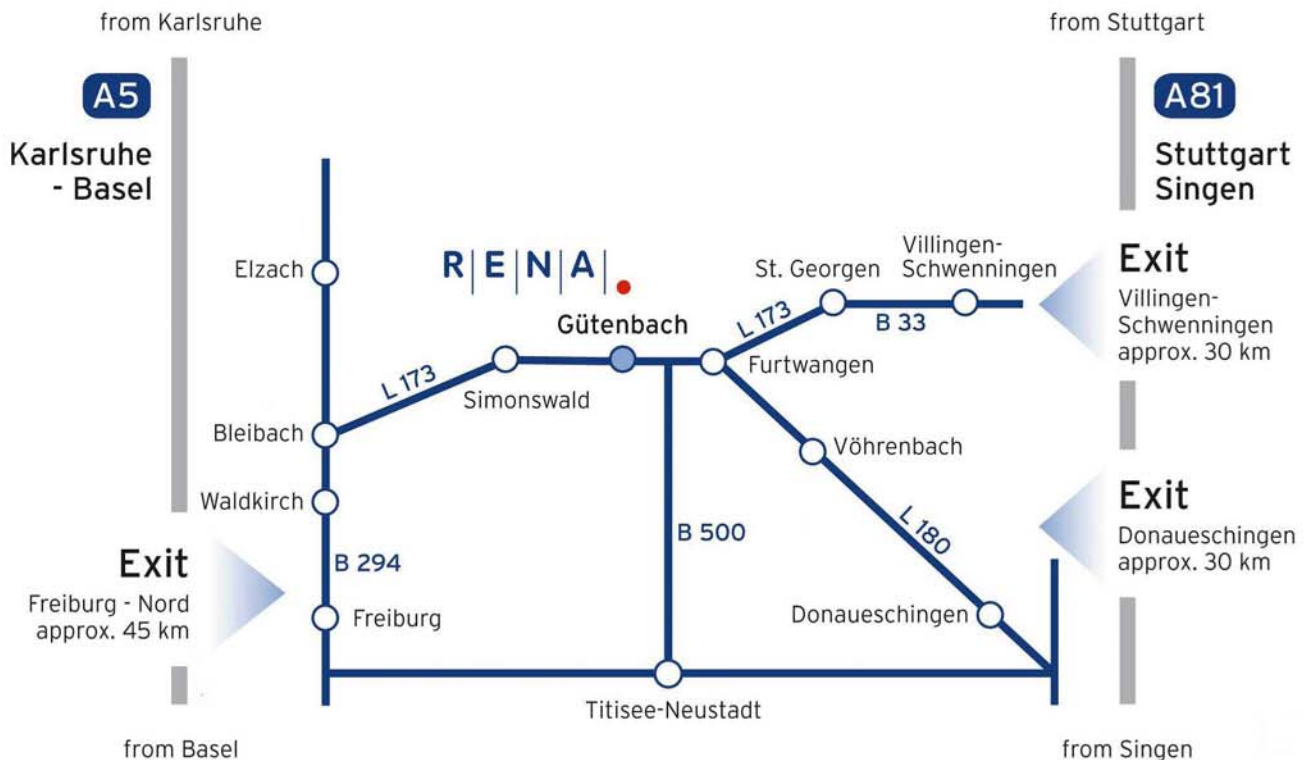 from Karlsruhe
from Stuttgart
A5
A81
Karlsruhe
- Basel
Stuttgart
Singen
Elzach
R|E|N|A|.
Gütenbach
St. Georgen
Villingen-
Schwenningen
L 173
B 33
Exit
Villingen-
Schwenningen
approx. 30 km
L 173
Simonswald
Furtwangen
Bleibach
Vöhrenbach
Waldkirch
B 500
L 180
Exit
Donaueschingen
approx. 30 km
Exit
Freiburg - Nord
approx. 45 km
B 294
Freiburg
Donaueschingen
Titisee-Neustadt
from Basel
from Singen